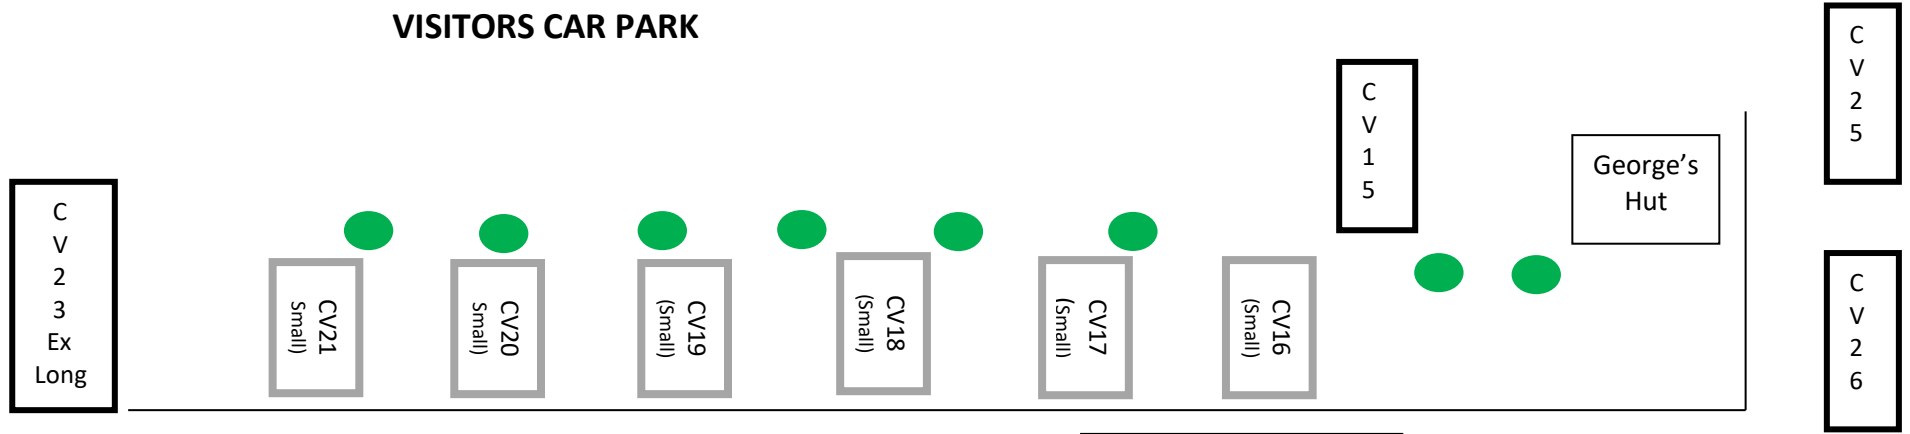 VISITORS CAR PARK
C
V
2
5
C
V
1
5
George’s
Hut
C
V
2
3
Ex
Long
CV21
Small)
CV20
Small)
CV19
(Small)
CV18
(Small)
CV17
(Small)
CV16
(Small)
C
V
2
6